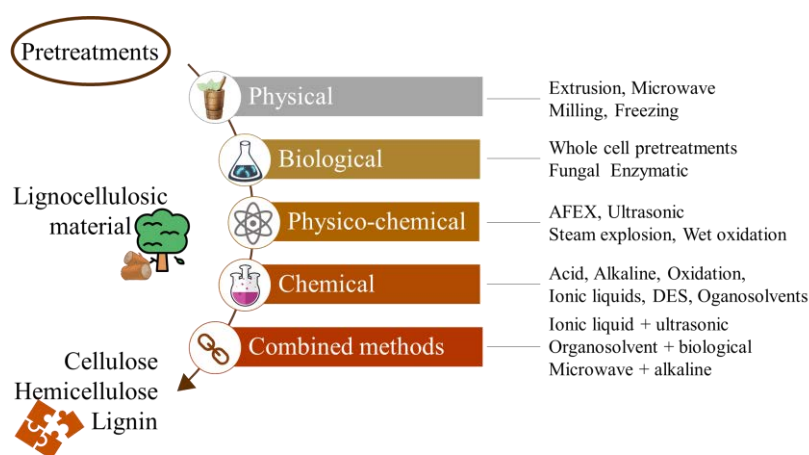 Pretreatments
Physical
Extrusion, Microwave
Milling, Freezing
Biological
Whole cell pretreatments
Fungal Enzymatic
Lignocellulosic
material
Physico-chemical
AFEX, Ultrasonic
Steam explosion, Wet oxidation
Chemical
Acid, Alkaline, Oxidation,
Ionic liquids, DES, Oganosolvents
Combined methods
Ionic liquid + ultrasonic
Organosolvent + biological
Microwave + alkaline
Cellulose
Hemicellulose
Lignin